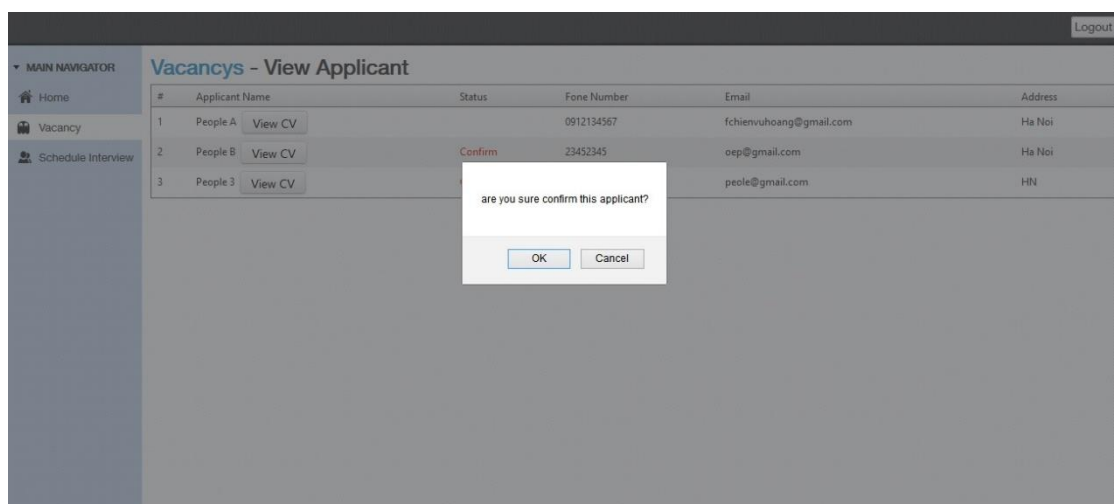 Logout
MAIN NAVIGATOR
Home
Vacancy
Schedule Interview
Vacancys - View Applicant
# Applicant Name Status Fone Number Email Address
1 People A View CV 0912134567 fchienvuhoang@gmail.com Ha Noi
2 People B View CV Confirm 23452345 oep@gmail.com Ha Noi
3 People 3 View CV peole@gmail.com HN
are you sure confirm this applicant?
OK Cancel